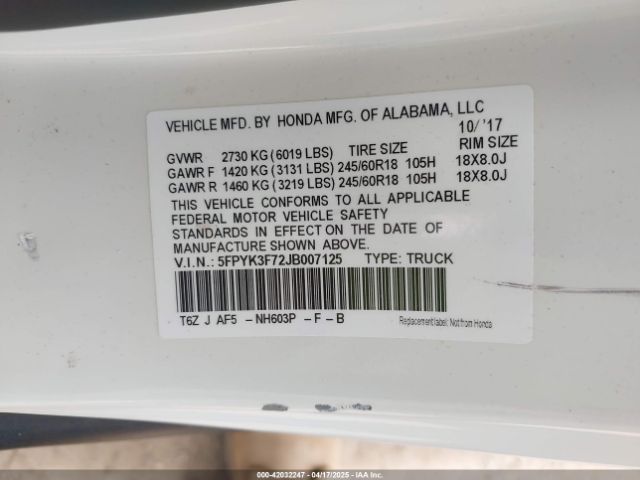 VEHICLE MFD. BY HONDA MFG. OF ALABAMA, LLC
10/ '17
GVWR 2730 KG (6019 LBS) TIRE SIZE RIM SIZE
GAWR F 1420 KG (3131 LBS) 245/60R18 105H 18X8.0J
GAWR R 1460 KG (3219 LBS) 245/60R18 105H 18X8.0J
THIS VEHICLE CONFORMS TO ALL APPLICABLE
FEDERAL MOTOR VEHICLE SAFETY
STANDARDS IN EFFECT ON THE DATE OF
MANUFACTURE SHOWN ABOVE.
V.I.N.: 5FPYK3F72JB007125 TYPE: TRUCK
T6Z J AF5 -NH603P -F-B
Replacement label: Not from Honda
000-42032247 - 04/17/2025 - IAA Inc.